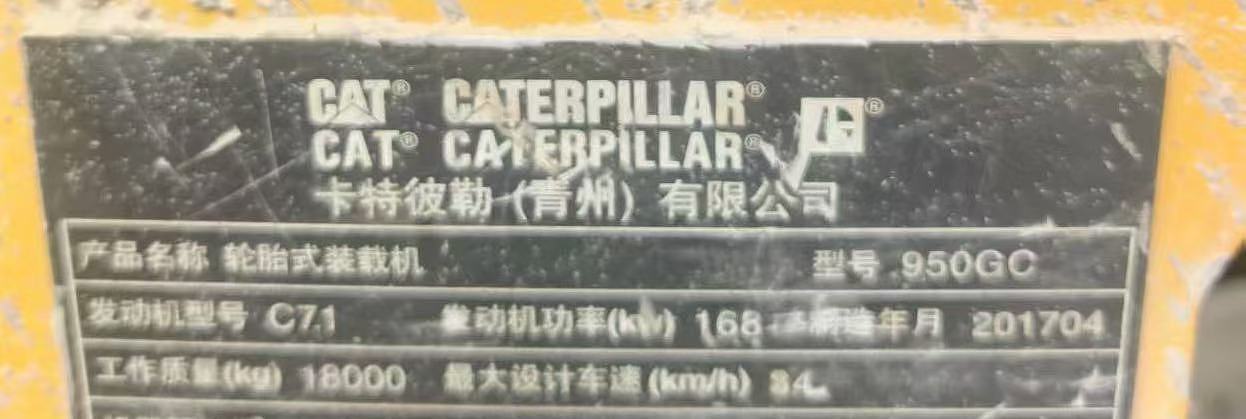 CAT® CATERPILLAR®
CAT® CATERPILLAR® ®
卡特彼勒（青州）有限公司
产品名称 轮胎式装载机 型号 950GC
发动机型号 C7.1 发动机功率(kw) 168 制造年月 201704
工作质量(kg) 18000 最大设计车速(km/h) 34